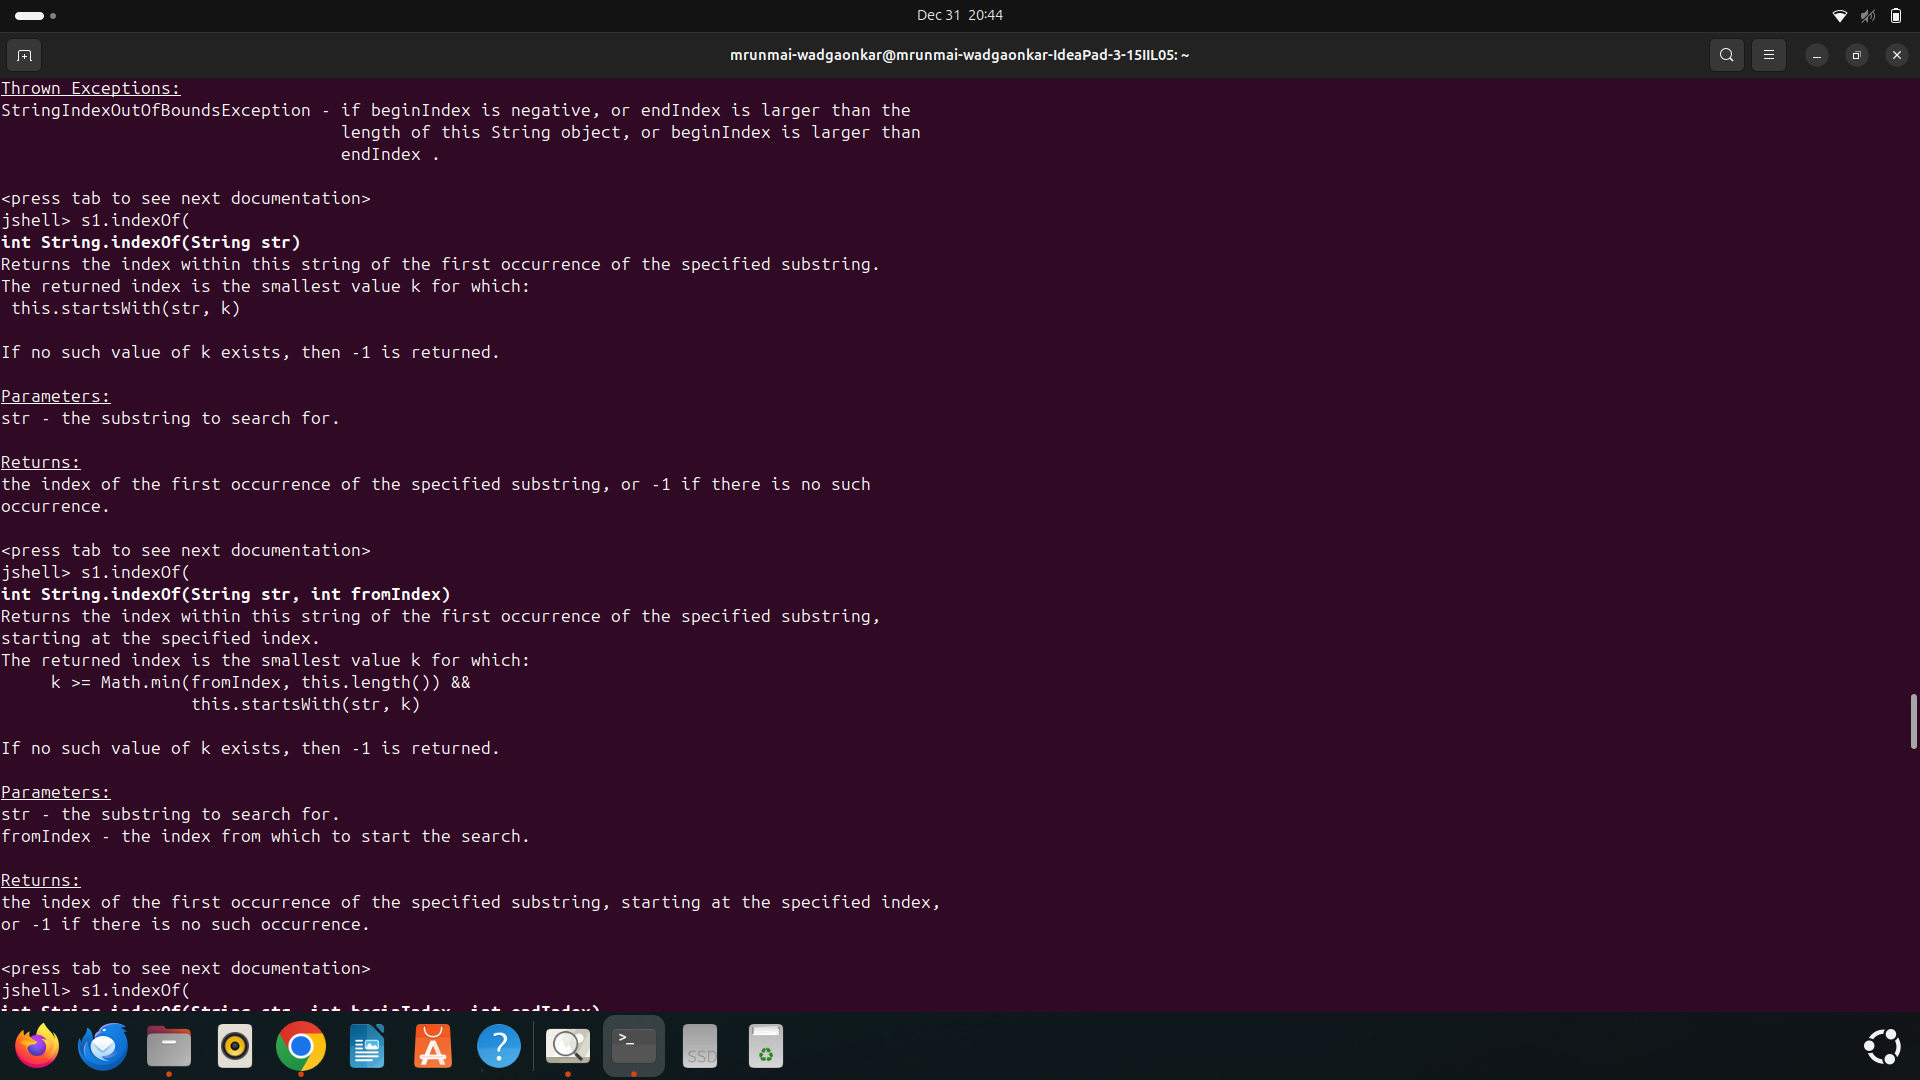 Dec 31 20:44
mrunmai-wadgaonkar@mrunmai-wadgaonkar-IdeaPad-3-15IIL05: ~
Thrown Exceptions:
StringIndexOutOfBoundsException - if beginIndex is negative, or endIndex is larger than the
length of this String object, or beginIndex is larger than
endIndex .
<press tab to see next documentation>
jshell> s1.indexOf(
int String.indexOf(String str)
Returns the index within this string of the first occurrence of the specified substring.
The returned index is the smallest value k for which:
this.startsWith(str, k)
If no such value of k exists, then -1 is returned.
Parameters:
str - the substring to search for.
Returns:
the index of the first occurrence of the specified substring, or -1 if there is no such
occurrence.
<press tab to see next documentation>
jshell> s1.indexOf(
int String.indexOf(String str, int fromIndex)
Returns the index within this string of the first occurrence of the specified substring,
starting at the specified index.
The returned index is the smallest value k for which:
k >= Math.min(fromIndex, this.length()) &&
this.startsWith(str, k)
If no such value of k exists, then -1 is returned.
Parameters:
str - the substring to search for.
fromIndex - the index from which to start the search.
Returns:
the index of the first occurrence of the specified substring, starting at the specified index,
or -1 if there is no such occurrence.
<press tab to see next documentation>
jshell> s1.indexOf(
int String.indexOf(String str, int beginIndex, int endIndex)
>_
SSD